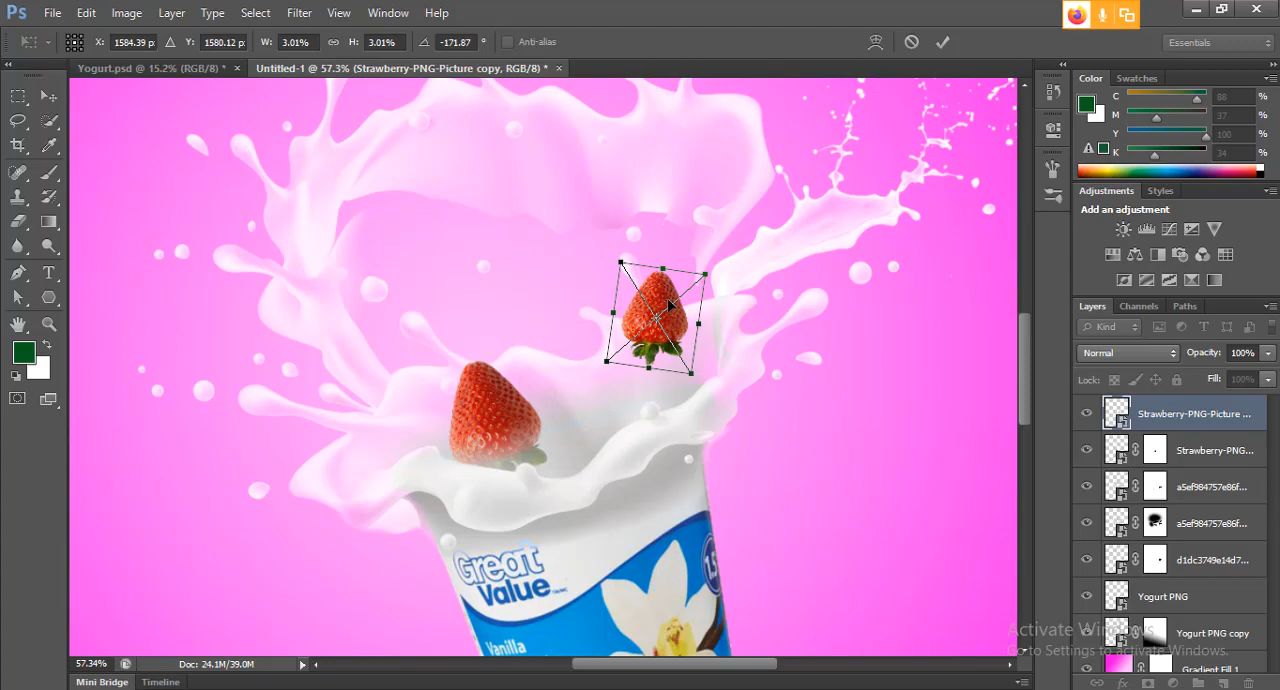 Ps File Edit Image Layer Type Select Filter View Window Help
X: 1584.39 p: Y: 1580.12 p: W: 3.01% H: 3.01% -171.87 ° Anti-alias Essentials
Yogurt.psd @ 15.2% (RGB/8) * × Untitled-1 @ 57.3% (Strawberry-PNG-Picture copy, RGB/8) * ×
Color Swatches
C 86 %
M 37 %
Y 100 %
K 34 %
Adjustments Styles
Add an adjustment
Layers Channels Paths
Kind
Normal Opacity: 100%
Lock: Fill: 100%
Strawberry-PNG-Picture ...
Strawberry-PNG...
a5ef984757e86f...
a5ef984757e86f...
d1dc3749e14d7...
Yogurt PNG
Yogurt PNG copy
Gradient Fill 1
Great
Value
Vanilla
15
Activate Windows
Go to Settings to activate Windows.
57.34% Doc: 24.1M/39.0M
Mini Bridge Timeline